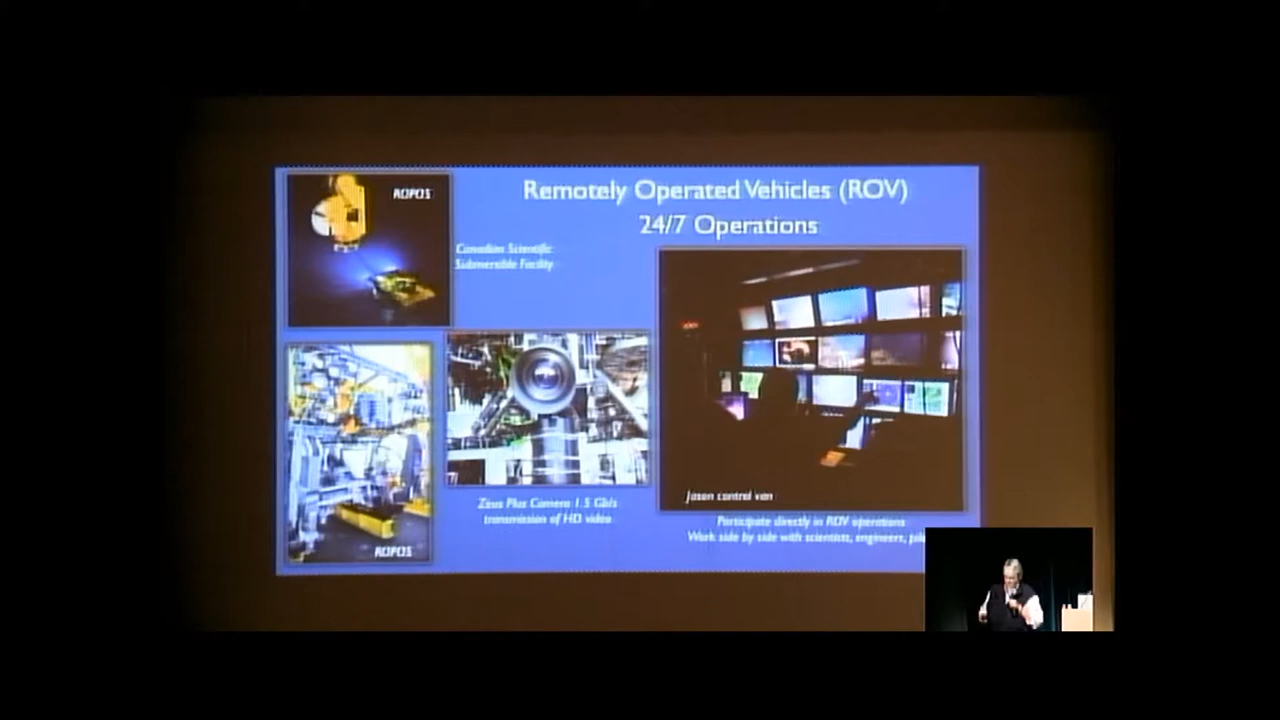 Remotely Operated Vehicles (ROV)
24/7 Operations
ROPOS
Canadian Scientific
Submersible Facility
ROPOS
Zeus Plus Camera 1.5 Gb/s
transmission of HD video
Jason control van
Participate directly in ROV operations
Work side by side with scientists, engineers,